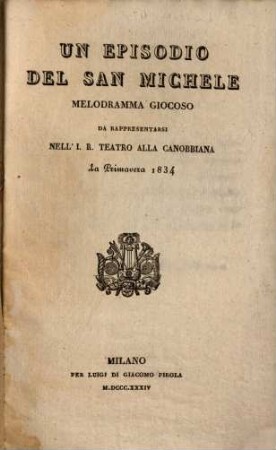 UN EPISODIO
DEL SAN MICHELE
MELODRAMMA GIOCOSO
DA RAPPRESENTARSI
NELL' I. R. TEATRO ALLA CANOBBIANA
La Primavera 1834
MILANO
PER LUIGI DI GIACOMO PIROLA
M.DCCC.XXXIV